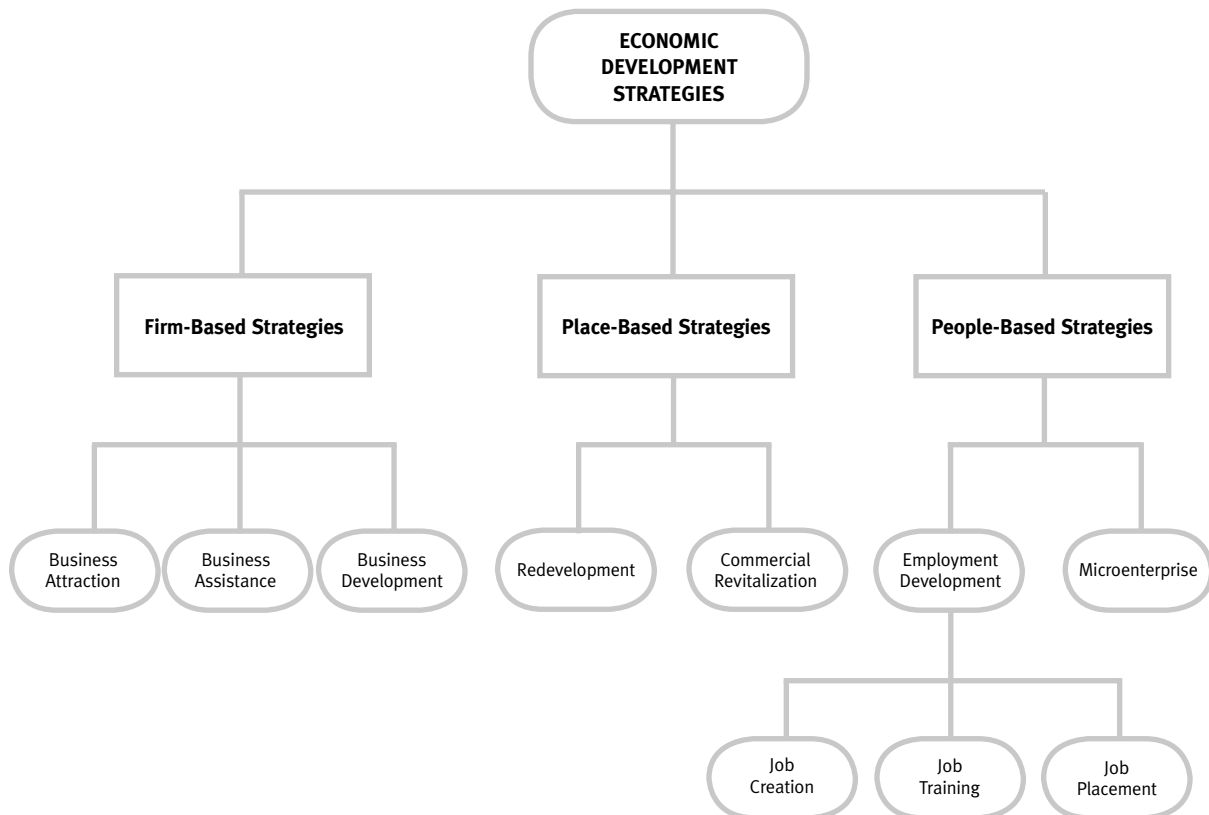 ECONOMIC
DEVELOPMENT
STRATEGIES
Firm-Based Strategies
Place-Based Strategies
People-Based Strategies
Business
Attraction
Business
Assistance
Business
Development
Redevelopment
Commercial
Revitalization
Employment
Development
Microenterprise
Job
Creation
Job
Training
Job
Placement